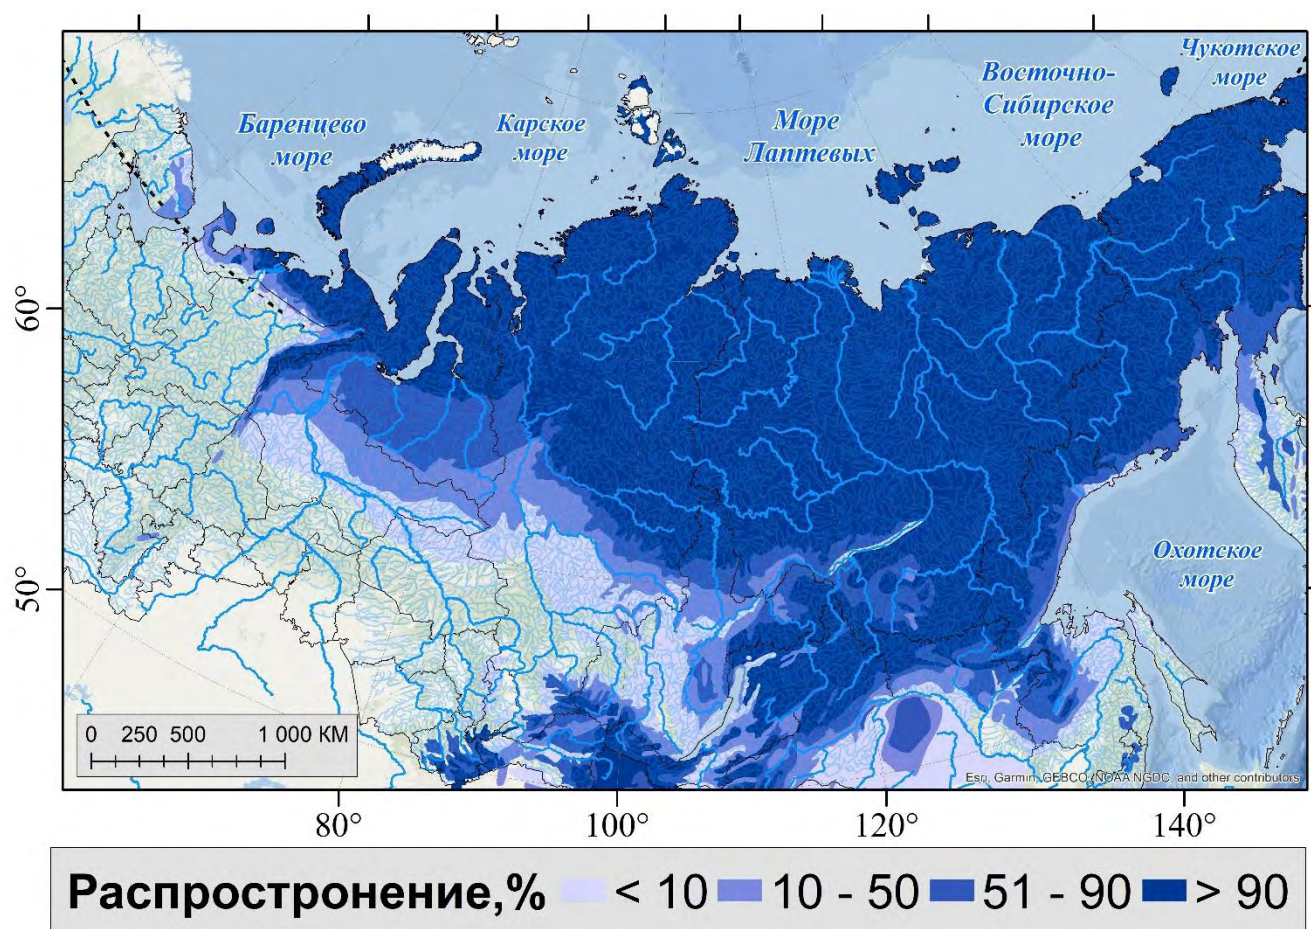 Чукотское
море
Восточно-
Сибирское
море
Баренцево
море
Карское
море
Море
Лаптевых
60°
Охотское
море
50°
0 250 500 1 000 КМ
Esri, Garmin, GEBCO, NOAA NGDC, and other contributors
80° 100° 120° 140°
Распростронение,% < 10 10 - 50 51 - 90 > 90